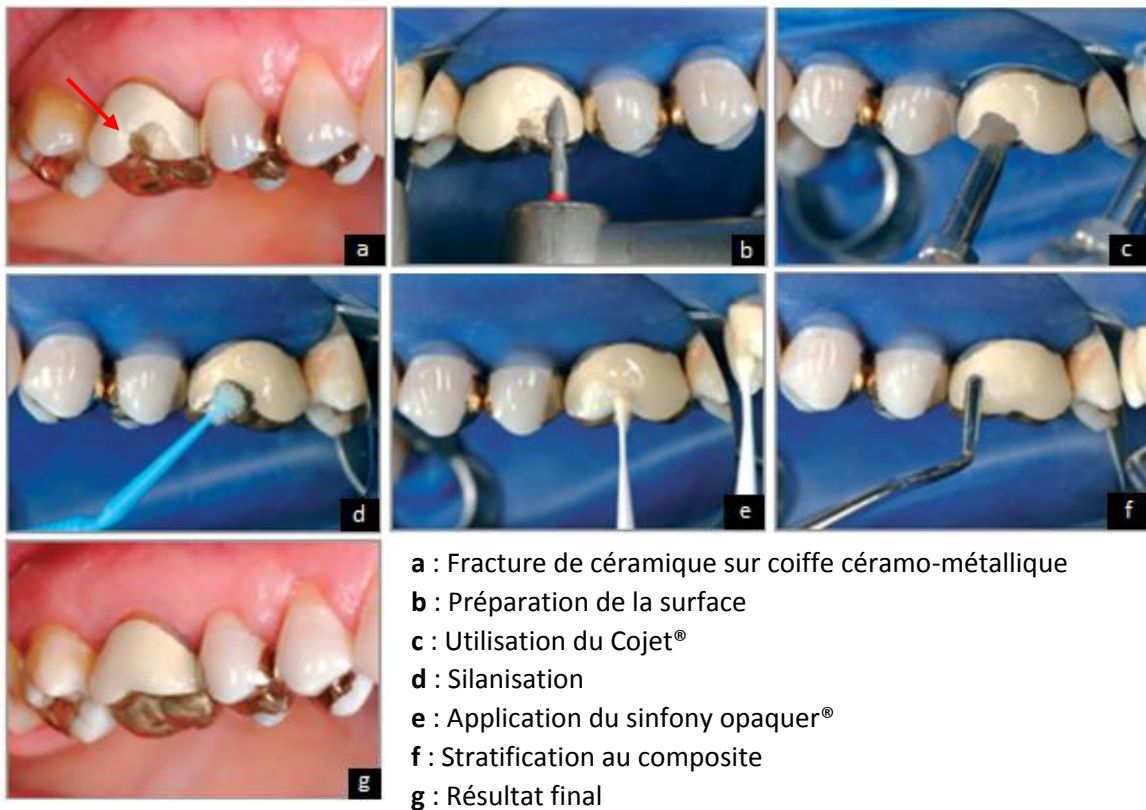 a
b
c
d
e
f
g
a : Fracture de céramique sur coiffe céramo-métallique
b : Préparation de la surface
c : Utilisation du Cojet®
d : Silanisation
e : Application du sinfony opaquer®
f : Stratification au composite
g : Résultat final